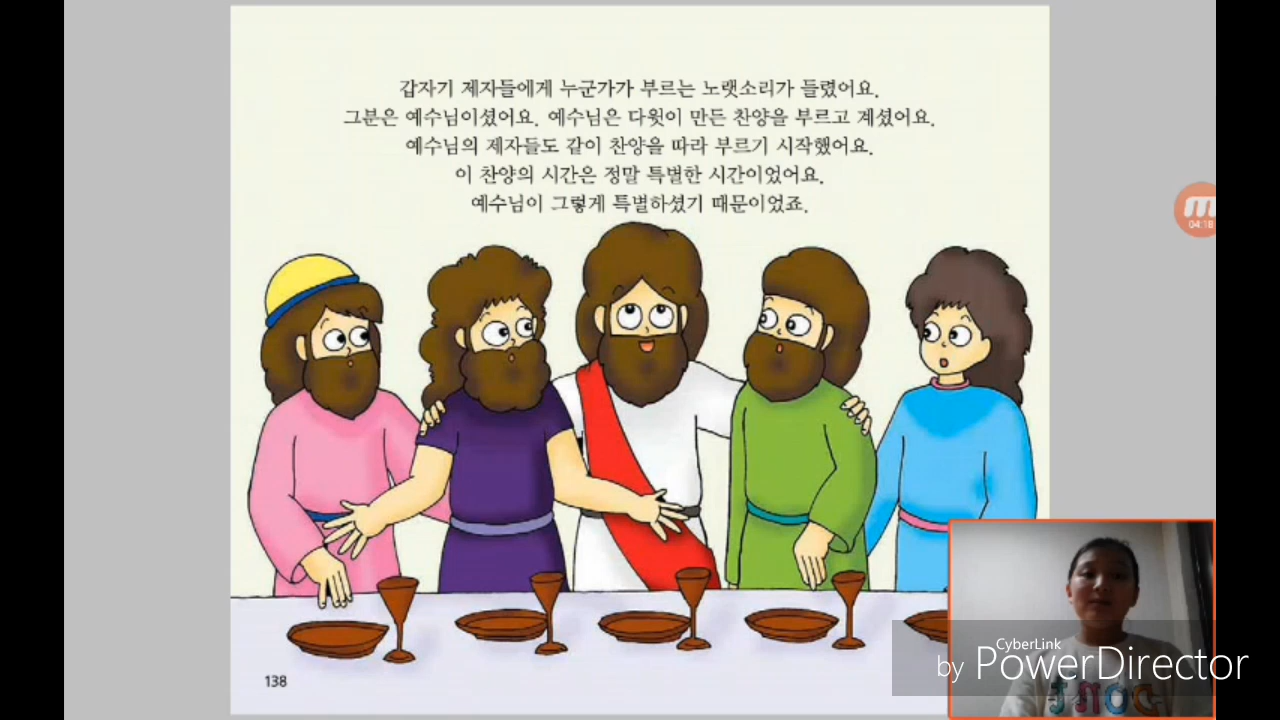 갑자기 제자들에게 누군가가 부르는 노랫소리가 들렸어요.
그분은 예수님이셨어요. 예수님은 다윗이 만든 찬양을 부르고 계셨어요.
예수님의 제자들도 같이 찬양을 따라 부르기 시작했어요.
이 찬양의 시간은 정말 특별한 시간이었어요.
예수님이 그렇게 특별하셨기 때문이었죠.
04:18
138
CyberLink
by PowerDirector